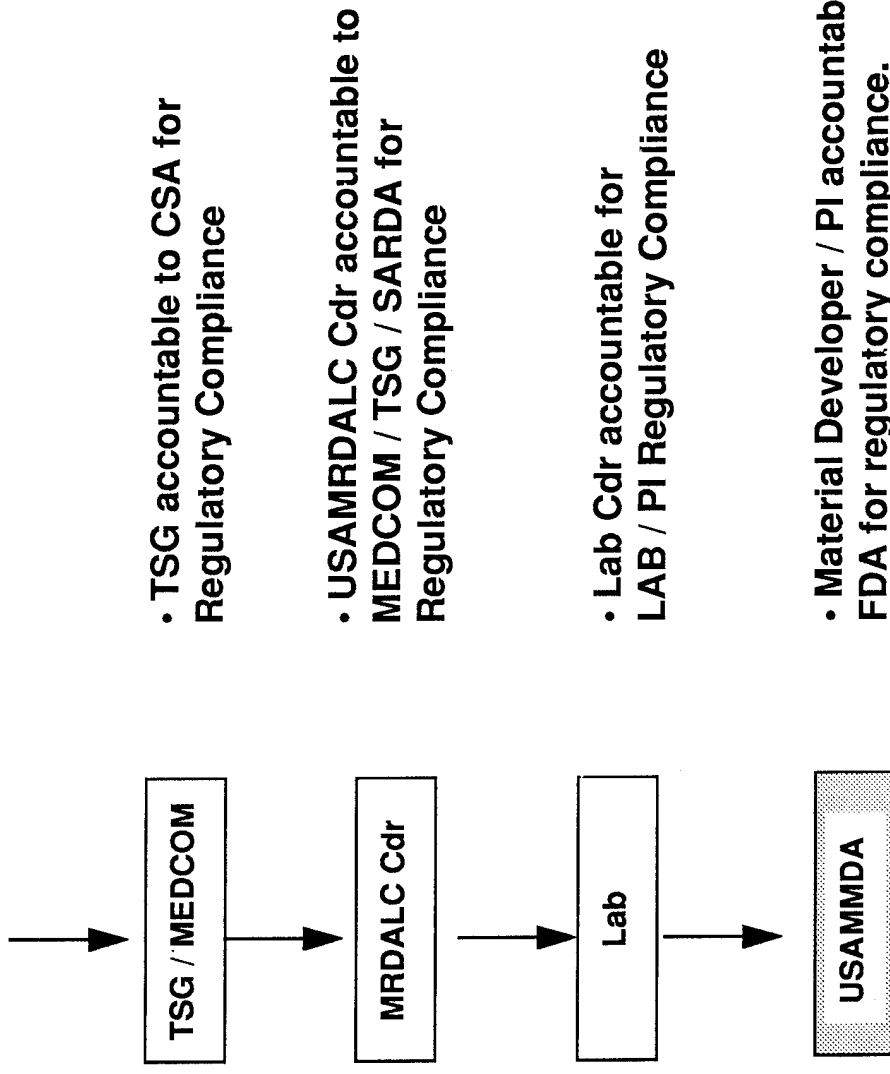 TSG / MEDCOM
• TSG accountable to CSA for
Regulatory Compliance
MRDALC Cdr
• USAMRDALC Cdr accountable to
MEDCOM / TSG / SARDA for
Regulatory Compliance
Lab
• Lab Cdr accountable for
LAB / PI Regulatory Compliance
USAMMDA
• Material Developer / PI accountab
FDA for regulatory compliance.